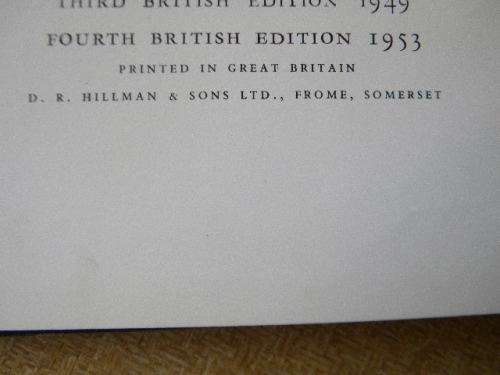 THIRD BRITISH EDITION 1949
FOURTH BRITISH EDITION 1953
PRINTED IN GREAT BRITAIN
D. R. HILLMAN & SONS LTD., FROME, SOMERSET